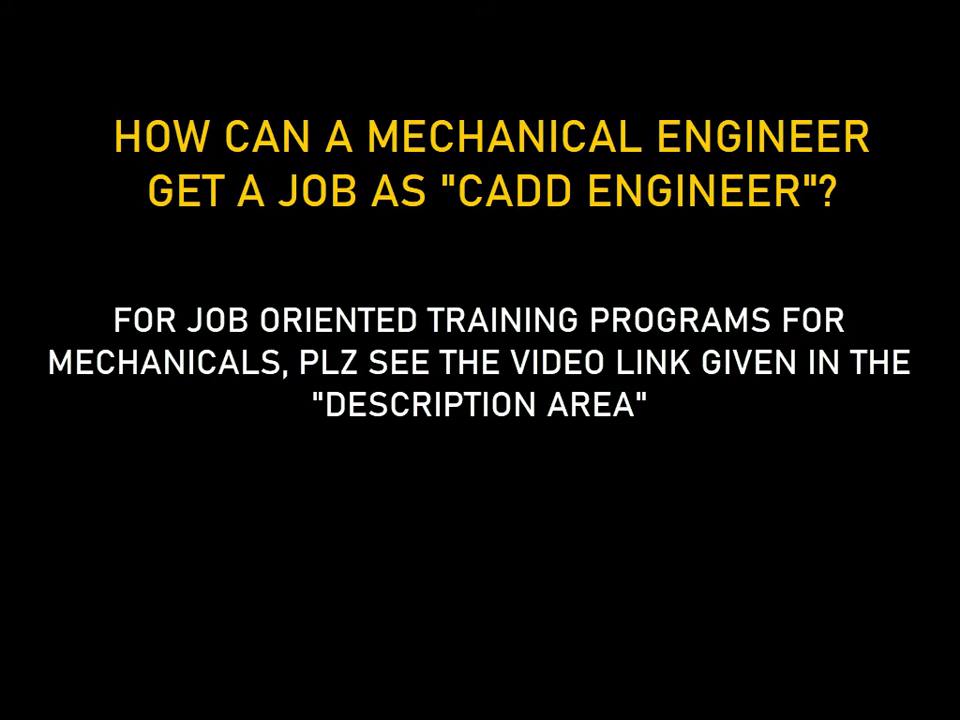 HOW CAN A MECHANICAL ENGINEER
GET A JOB AS "CADD ENGINEER"?
FOR JOB ORIENTED TRAINING PROGRAMS FOR
MECHANICALS, PLZ SEE THE VIDEO LINK GIVEN IN THE
"DESCRIPTION AREA"